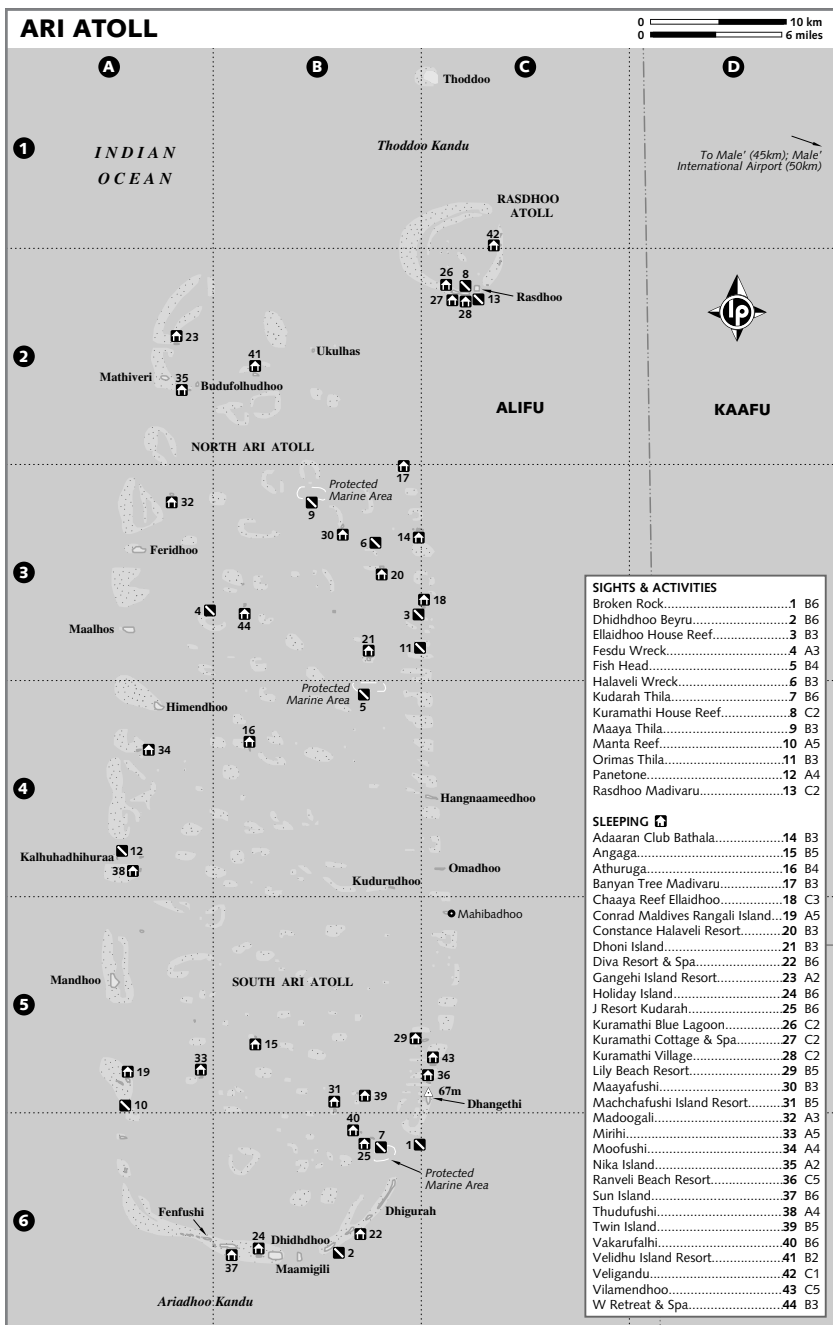 ARI ATOLL
0 10 km
0 6 miles
A B C D
Thoddoo
1
INDIAN
OCEAN
Thoddoo Kandu
To Male' (45km); Male'
International Airport (50km)
RASDHOO
ATOLL
42
26 8
Rasdhoo
27 28 13
lp
23
2
41
Ukulhas
Mathiveri
35
Budufolhudhoo
ALIFU
KAAFU
NORTH ARI ATOLL
17
Protected
Marine Area
32
9
30
6
14
Feridhoo
3
20
18
4
44
3
Maalhos
21
11
Protected
Marine Area
5
Himendhoo
16
34
4
Hangnaameedhoo
12
Kalhuhadhihuraa
38
Omadhoo
Kudurudhoo
Mahibadhoo
Mandhoo
SOUTH ARI ATOLL
5
29
15
43
33
19
36
67m
31
39
10
Dhangethi
40
7
25
1
Protected
Marine Area
6
Dhigurah
Fenfushi
24
Dhidhdhoo
22
37
Maamigili
2
Ariadhoo Kandu
SIGHTS & ACTIVITIES
Broken Rock 1 B6
Dhidhdhoo Beyru 2 B6
Ellaidhoo House Reef 3 B3
Fesdu Wreck 4 A3
Fish Head 5 B4
Halaveli Wreck 6 B3
Kudarah Thila 7 B6
Kuramathi House Reef 8 C2
Maaya Thila 9 B3
Manta Reef 10 A5
Orimas Thila 11 B3
Panetone 12 A4
Rasdhoo Madivaru 13 C2
SLEEPING
Adaaran Club Bathala 14 B3
Angaga 15 B5
Athuruga 16 B4
Banyan Tree Madivaru 17 B3
Chaaya Reef Ellaidhoo 18 C3
Conrad Maldives Rangali Island 19 A5
Constance Halaveli Resort 20 B3
Dhoni Island 21 B3
Diva Resort & Spa 22 B6
Gangehi Island Resort 23 A2
Holiday Island 24 B6
J Resort Kudarah 25 B6
Kuramathi Blue Lagoon 26 C2
Kuramathi Cottage & Spa 27 C2
Kuramathi Village 28 C2
Lily Beach Resort 29 B5
Maayafushi 30 B3
Machchafushi Island Resort 31 B5
Madoogali 32 A3
Mirihi 33 A5
Moofushi 34 A4
Nika Island 35 A2
Ranveli Beach Resort 36 C5
Sun Island 37 B6
Thudufushi 38 A4
Twin Island 39 B5
Vakarufalhi 40 B6
Velidhu Island Resort 41 B2
Veligandu 42 C1
Vilamendhoo 43 C5
W Retreat & Spa 44 B3